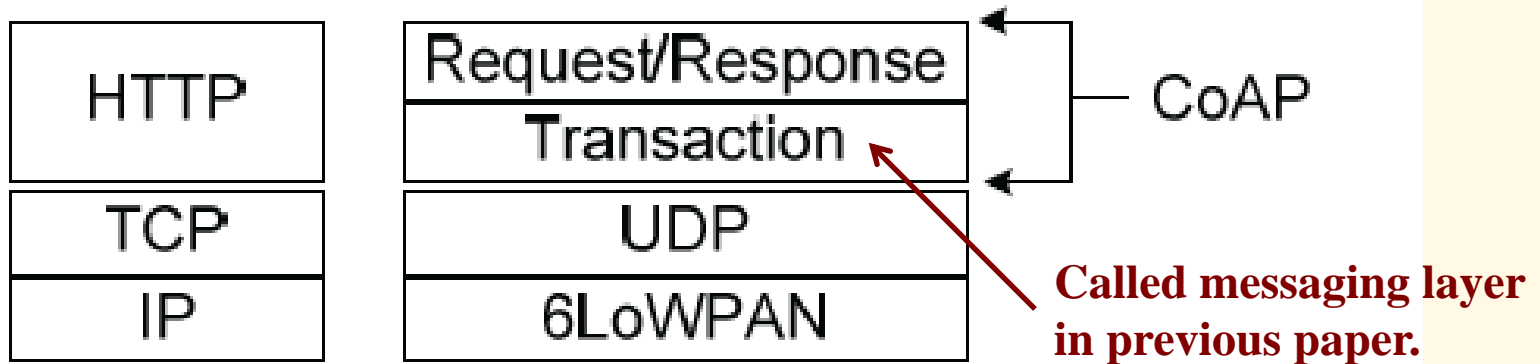 HTTP
TCP
IP
Request/Response
Transaction
UDP
6LoWPAN
CoAP
Called messaging layer
in previous paper.